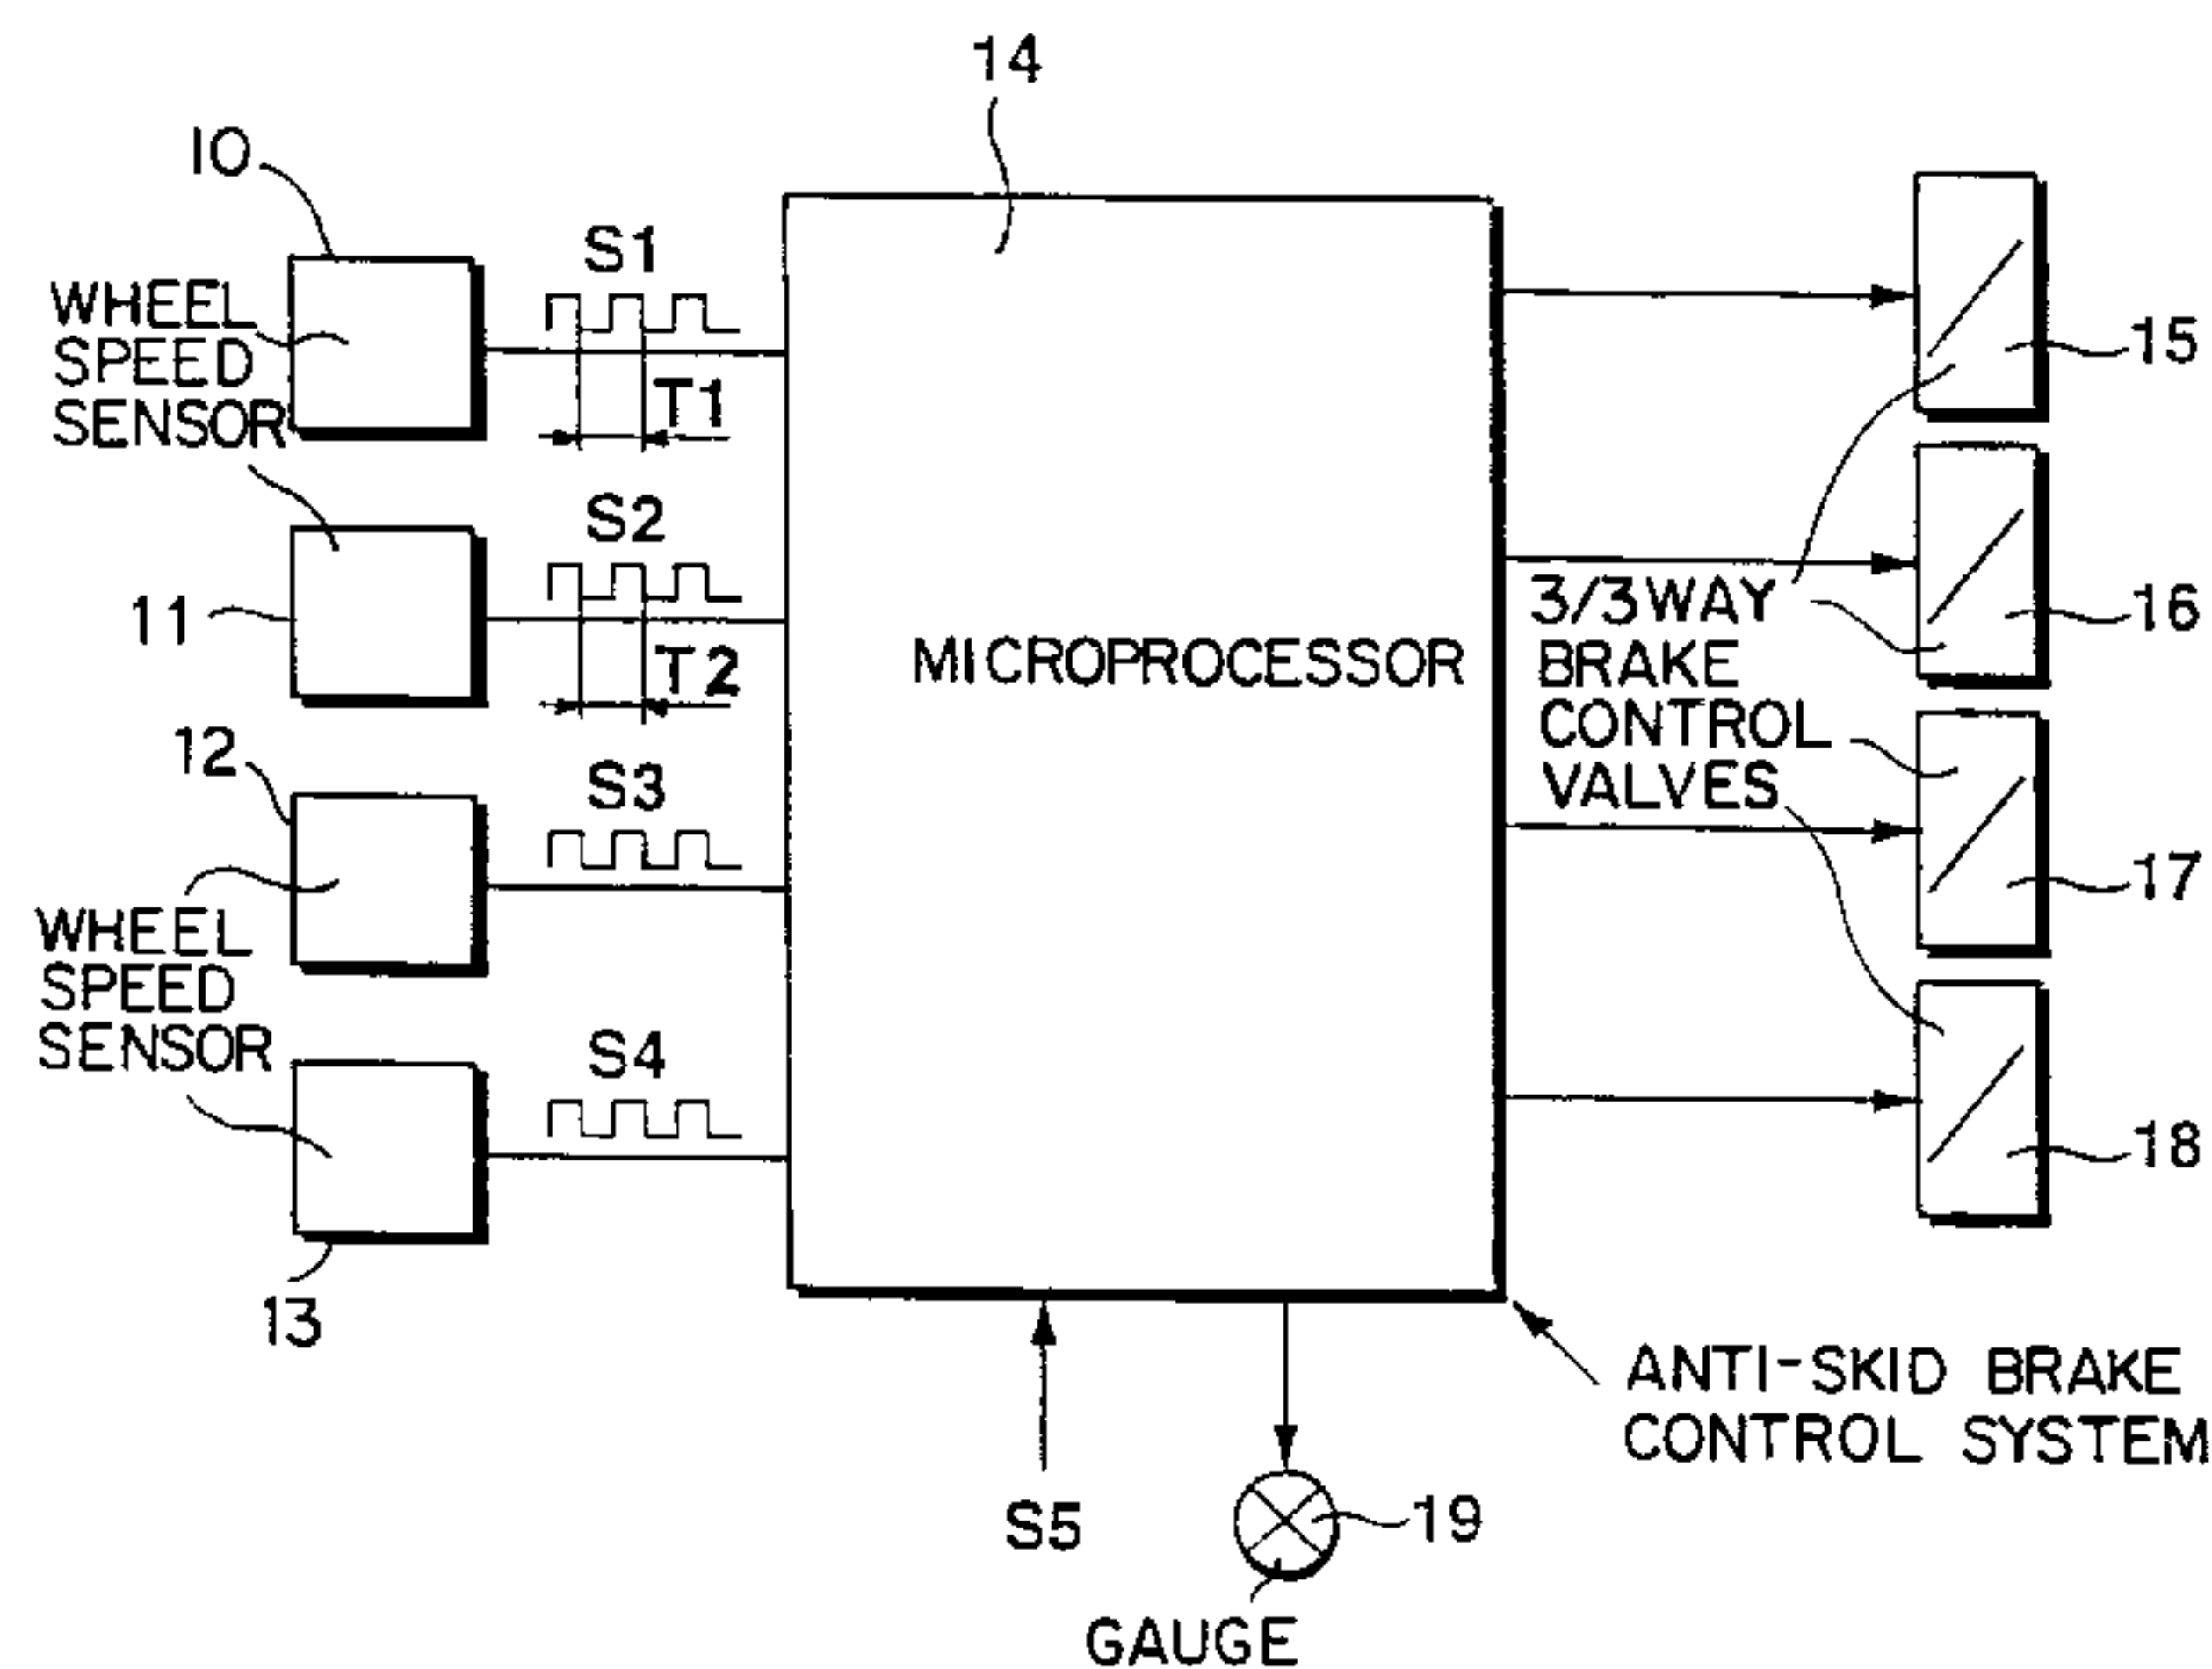 14
10
WHEEL
SPEED
SENSOR
S1
T1
15
11
S2
T2
MICROPROCESSOR
3/3WAY
BRAKE
CONTROL
VALVES
16
12
S3
17
WHEEL
SPEED
SENSOR
S4
18
13
ANTI-SKID BRAKE
CONTROL SYSTEM
S5
19
GAUGE